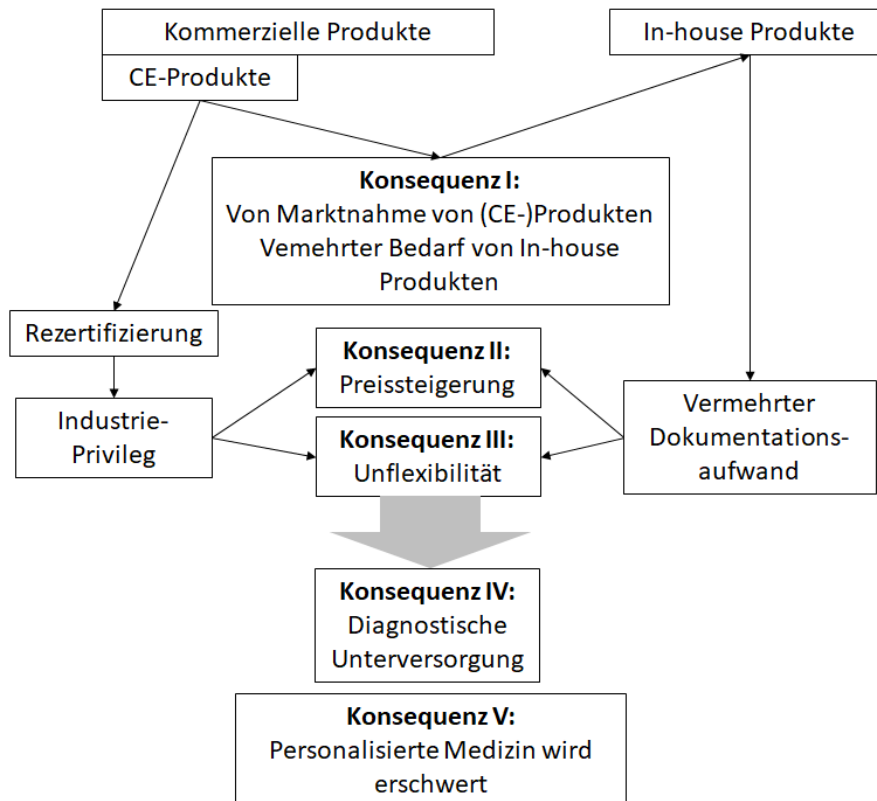 Kommerzielle Produkte
In-house Produkte
CE-Produkte
Konsequenz I:
Von Marktnahme von (CE-)Produkten
Vemehrter Bedarf von In-house
Produkten
Rezertifizierung
Industrie-
Privileg
Konsequenz II:
Preissteigerung
Konsequenz III:
Unflexibilität
Vermehrter
Dokumentations-
aufwand
Konsequenz IV:
Diagnostische
Unterversorgung
Konsequenz V:
Personalisierte Medizin wird
erschwert